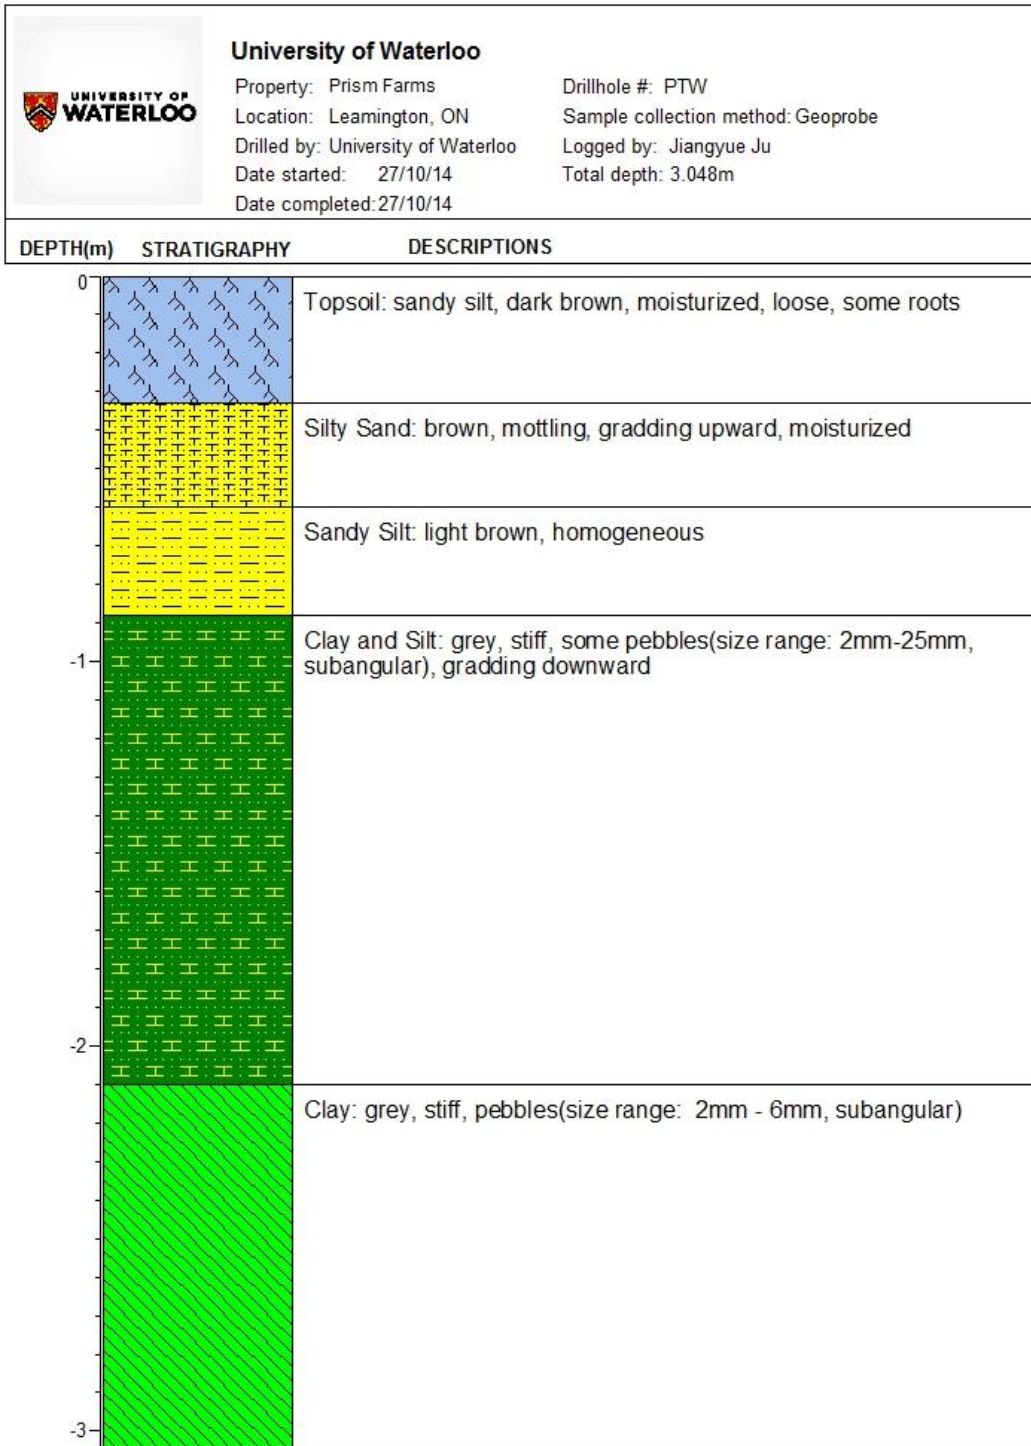 UNIVERSITY OF
WATERLOO
University of Waterloo
Property: Prism Farms
Drillhole #: PTW
Location: Leamington, ON
Sample collection method: Geoprobe
Drilled by: University of Waterloo
Logged by: Jiangyue Ju
Date started: 27/10/14
Total depth: 3.048m
Date completed: 27/10/14
DEPTH(m) STRATIGRAPHY DESCRIPTIONS
0
Topsoil: sandy silt, dark brown, moisturized, loose, some roots
Silty Sand: brown, mottling, gradding upward, moisturized
Sandy Silt: light brown, homogeneous
Clay and Silt: grey, stiff, some pebbles(size range: 2mm-25mm,
subangular), gradding downward
-1
-2
Clay: grey, stiff, pebbles(size range: 2mm - 6mm, subangular)
-3